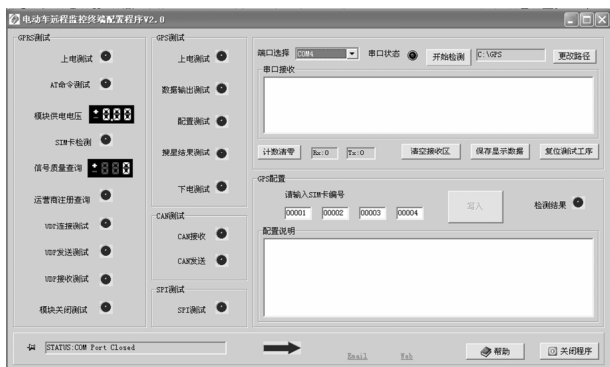 电动车远程监控终端配置程序V2.0
GPRS测试
上电测试
AT命令测试
模块供电电压
SIM卡检测
信号质量查询
运营商注册查询
UDP连接测试
UDP发送测试
UDP接收测试
模块关闭测试
GPS测试
上电测试
数据输出测试
配置测试
搜星结果测试
下电测试
CAN测试
CAN接收
CAN发送
SPI测试
SPI测试
端口选择 COM4 串口状态 开始检测 C:\GPS 更改路径
串口接收
计数清零 Rx:0 Tx:0 清空接收区 保存显示数据 复位测试工序
GPS配置
请输入SIM卡编号
00001 00002 00003 00004 写入 检测结果
配置说明
STATUS:COM Port Closed Email Web 帮助 关闭程序